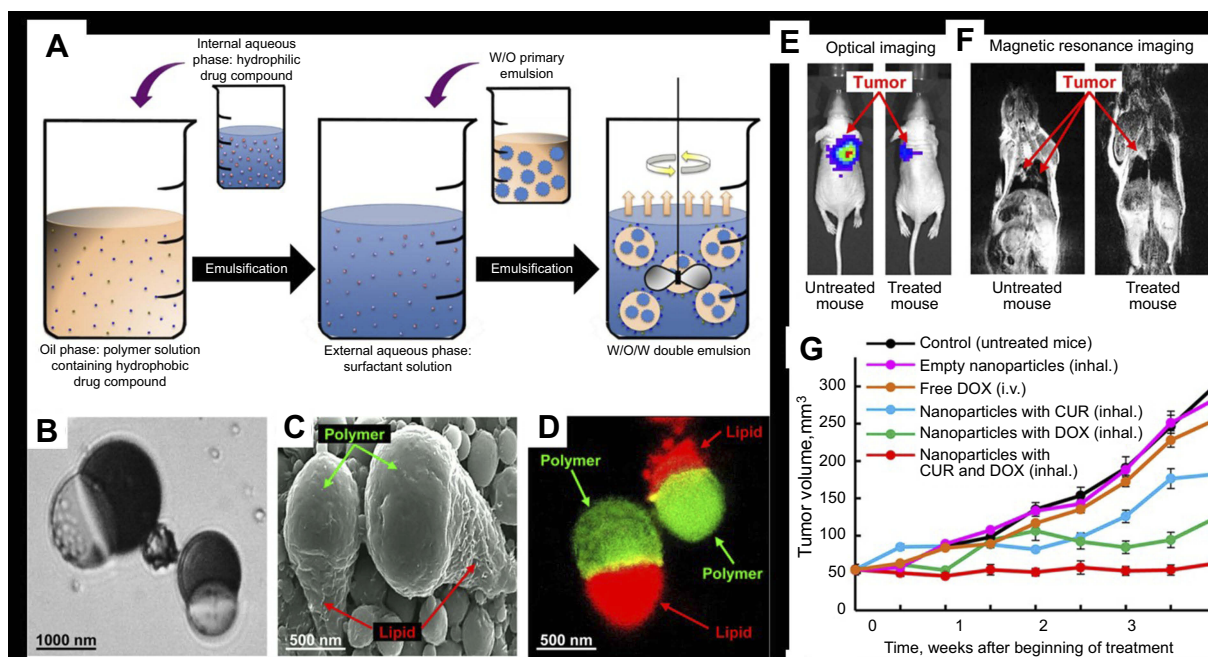 A
Internal aqueous
phase: hydrophilic
drug compound
W/O primary
emulsion
Emulsification
Emulsification
Oil phase: polymer solution
containing hydrophobic
drug compound
External aqueous phase:
surfactant solution
W/O/W double emulsion
B
1000 nm
C
Polymer
Lipid
500 nm
D
Lipid
Polymer
Polymer
Lipid
500 nm
E
Optical imaging
Tumor
Untreated
mouse
Treated
mouse
F
Magnetic resonance imaging
Tumor
Untreated
mouse
Treated
mouse
G
Control (untreated mice)
Empty nanoparticles (inhal.)
Free DOX (i.v.)
Nanoparticles with CUR (inhal.)
Nanoparticles with DOX (inhal.)
Nanoparticles with
CUR and DOX (inhal.)
Tumor volume, mm³
300
250
200
150
100
50
0
0
1
2
3
Time, weeks after beginning of treatment